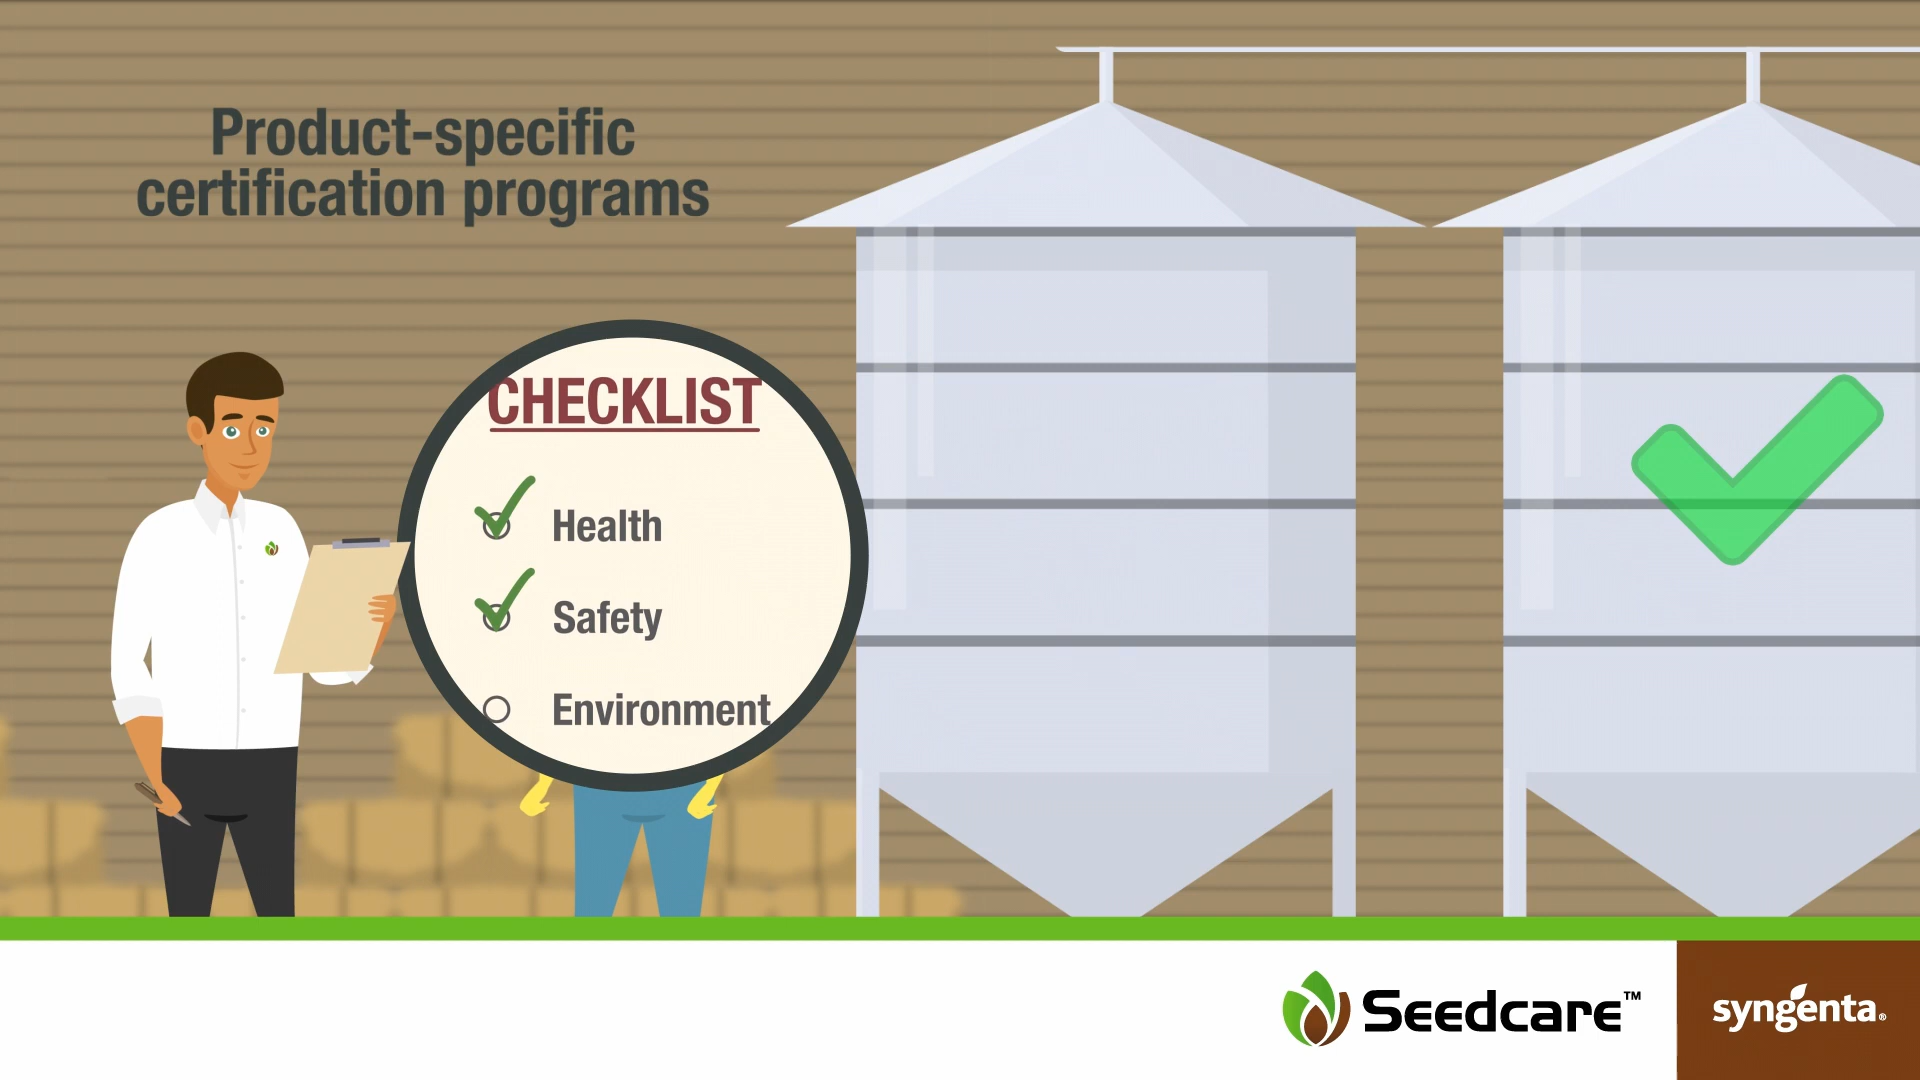 Product-specific
certification programs
CHECKLIST
Health
Safety
Environment
Seedcare™
syngenta®